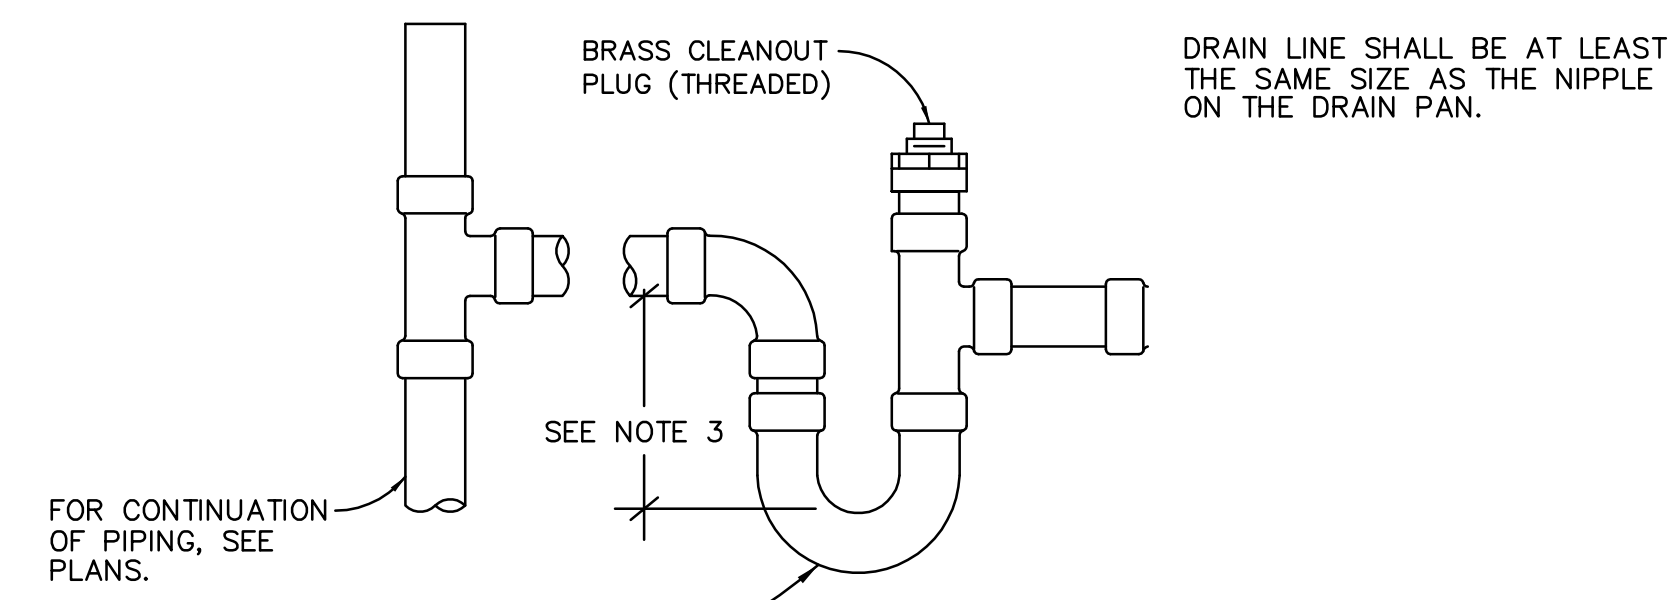 BRASS CLEANOUT
PLUG (THREADED)
DRAIN LINE SHALL BE AT LEAST
THE SAME SIZE AS THE NIPPLE
ON THE DRAIN PAN.
SEE NOTE 3
FOR CONTINUATION
OF PIPING, SEE
PLANS.